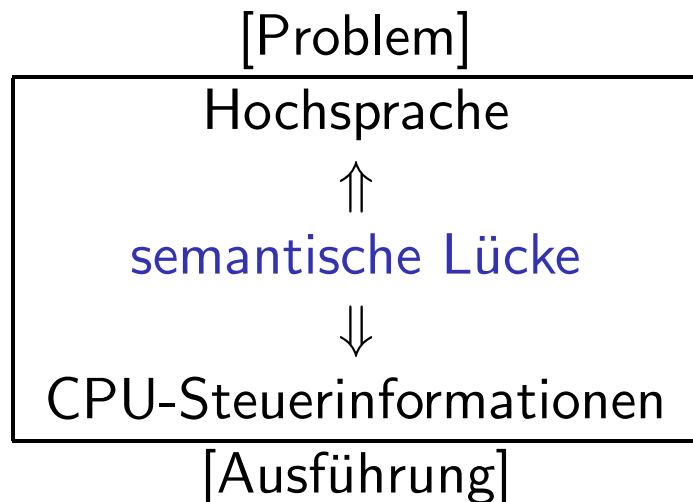 [Problem]
Hochsprache
⇑
semantische Lücke
⇓
CPU-Steuerinformationen
[Ausführung]